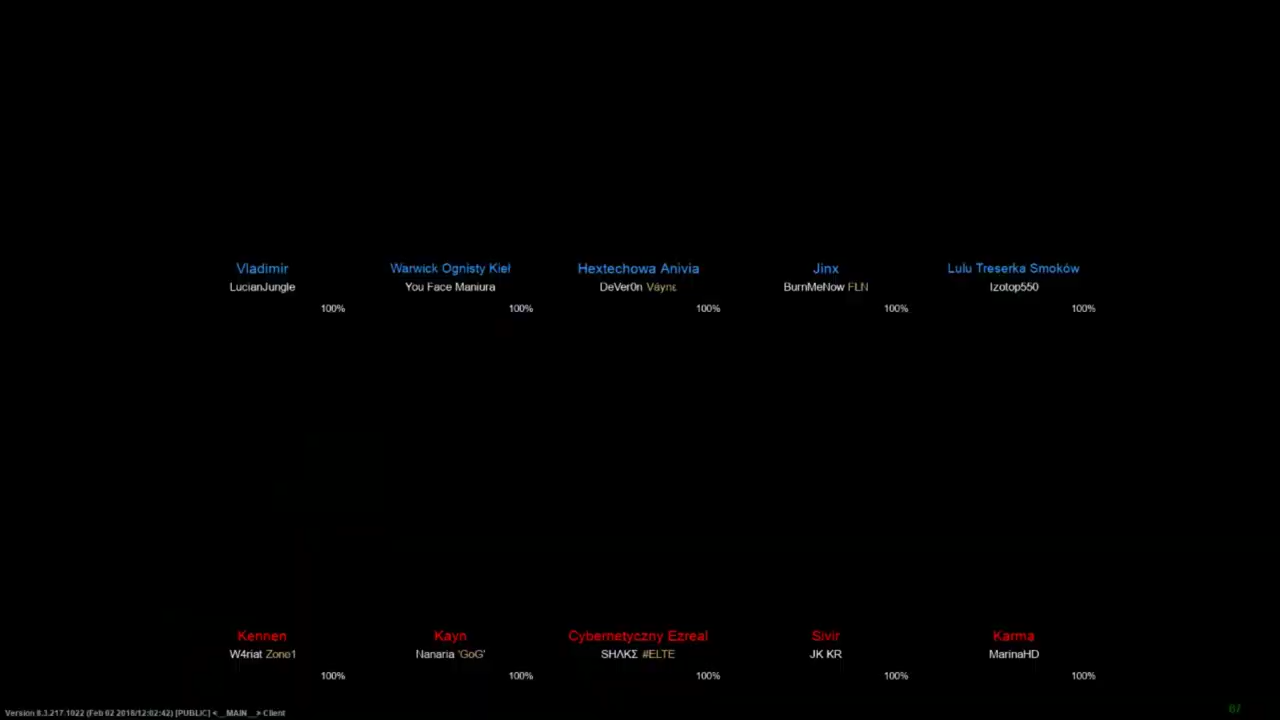 Vladimir
LucianJungle
100%
Warwick Ognisty Kieł
You Face Maniura
100%
Hextechowa Anivia
DeVer0n Váynε
100%
Jinx
BurnMeNow FLN
100%
Lulu Treserka Smoków
Izotop550
100%
Kennen
W4riat Zone1
100%
Kayn
Nanaria 'GoG'
100%
Cybernetyczny Ezreal
SHΛKΣ #ELTE
100%
Sivir
JK KR
100%
Karma
MarinaHD
100%
Version 8.3.217.1022 (Feb 02 2018/12:02:42) [PUBLIC] <__MAIN__> Client